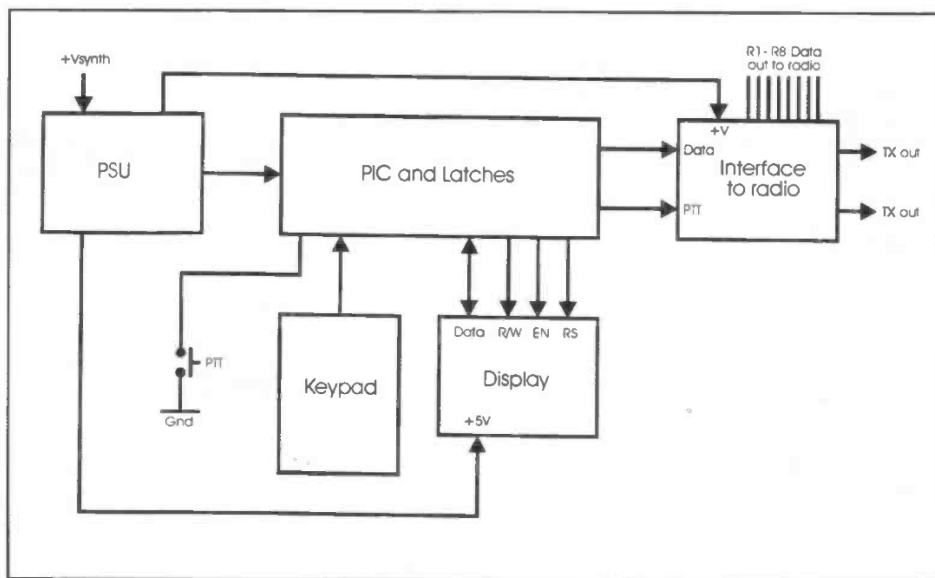 +Vsynth
R1 - R8 Data
out to radio
PSU
PIC and Latches
+V
Data
PTT
Interface
to radio
TX out
TX out
PTT
Gnd
Keypad
Data R/W EN RS
Display
+5V